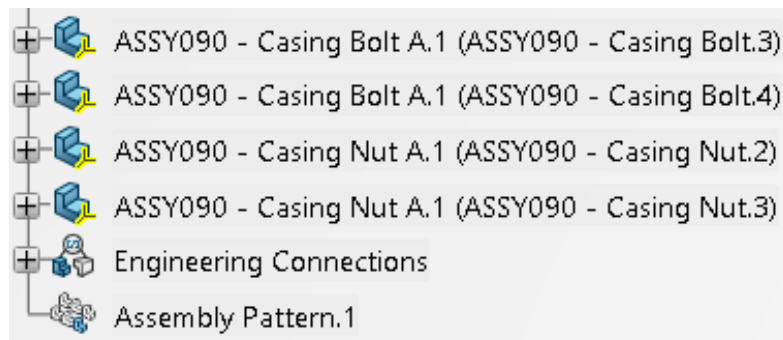 ASSY090 - Casing Bolt A.1 (ASSY090 - Casing Bolt.3)
ASSY090 - Casing Bolt A.1 (ASSY090 - Casing Bolt.4)
ASSY090 - Casing Nut A.1 (ASSY090 - Casing Nut.2)
ASSY090 - Casing Nut A.1 (ASSY090 - Casing Nut.3)
Engineering Connections
Assembly Pattern.1